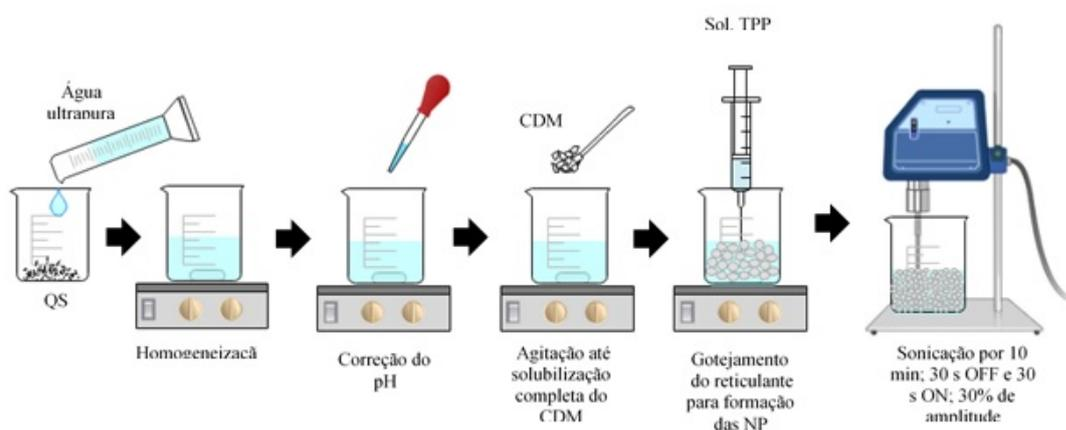 Água
ultrapura
QS
Homogeneizaçã
Correção do
pH
CDM
Agitação até
solubilização
completa do
CDM
Sol. TPP
Gotejamento
do reticulante
para formação
das NP
Sonicação por 10
min; 30 s OFF e 30
s ON; 30% de
amplitude